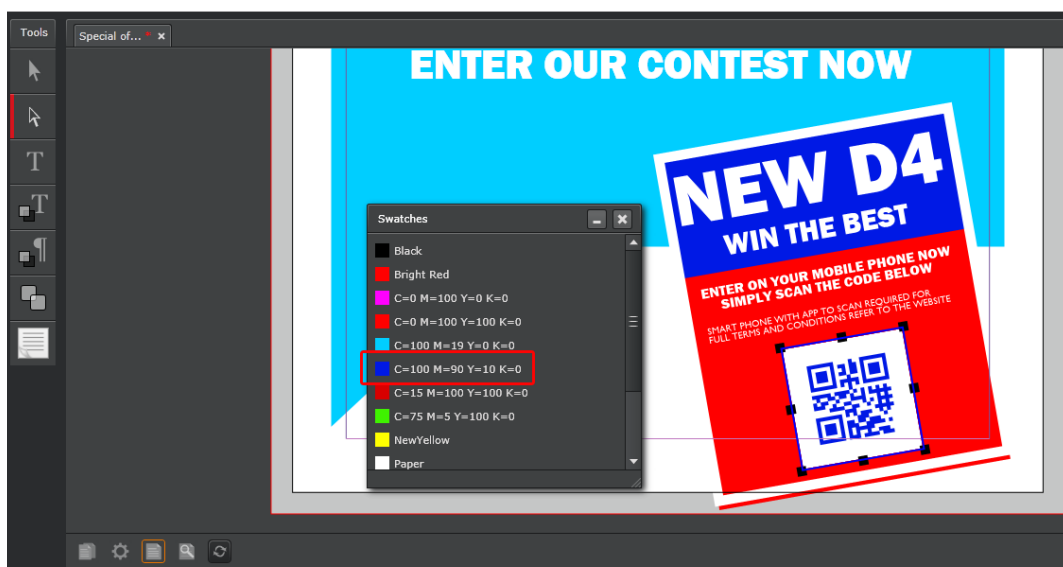 Tools
Special of... * x
ENTER OUR CONTEST NOW
NEW D4
WIN THE BEST
ENTER ON YOUR MOBILE PHONE NOW
SIMPLY SCAN THE CODE BELOW
SMART PHONE WITH APP TO SCAN REQUIRED FOR
FULL TERMS AND CONDITIONS REFER TO THE WEBSITE
Swatches
Black
Bright Red
C=0 M=100 Y=0 K=0
C=0 M=100 Y=100 K=0
C=100 M=19 Y=0 K=0
C=100 M=90 Y=10 K=0
C=15 M=100 Y=100 K=0
C=75 M=5 Y=100 K=0
NewYellow
Paper
T
T